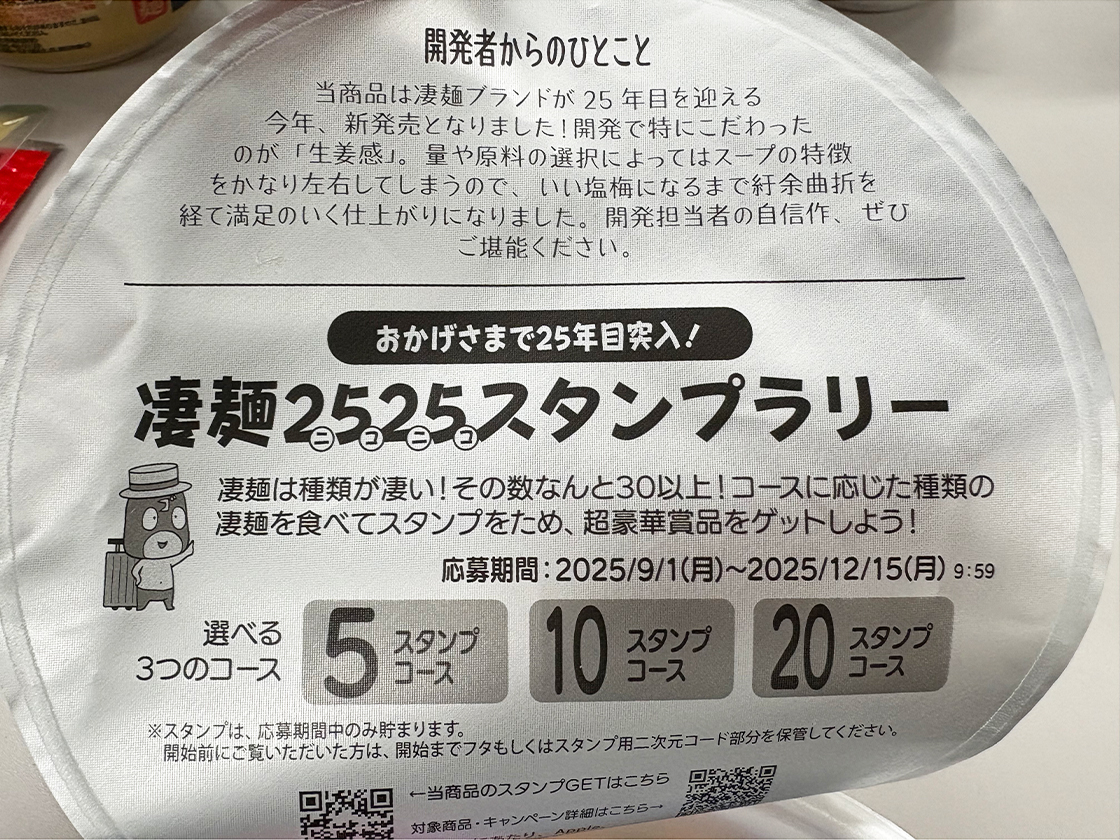 開発者からのひとこと
当商品は凄麺ブランドが 25 年目を迎える
今年、新発売となりました!開発で特にこだわった
のが「生姜感」。量や原料の選択によってはスープの特徴
をかなり左右してしまうので、いい塩梅になるまで紆余曲折を
経て満足のいく仕上がりになりました。開発担当者の自信作、ぜひ
ご堪能ください。
おかげさまで25年目突入!
凄麺2525スタンプラリー
ニコニコ
凄麺は種類が凄い!その数なんと30以上!コースに応じた種類の
凄麺を食べてスタンプをため、超豪華賞品をゲットしよう!
応募期間:2025/9/1(月)~2025/12/15(月) 9:59
選べる
3つのコース
5 スタンプ
コース
10 スタンプ
コース
20 スタンプ
コース
※スタンプは、応募期間中のみ貯まります。
開始前にご覧いただいた方は、開始までフタもしくはスタンプ用二次元コード部分を保管してください。
←当商品のスタンプGETはこちら
対象商品・キャンペーン詳細はこちら→